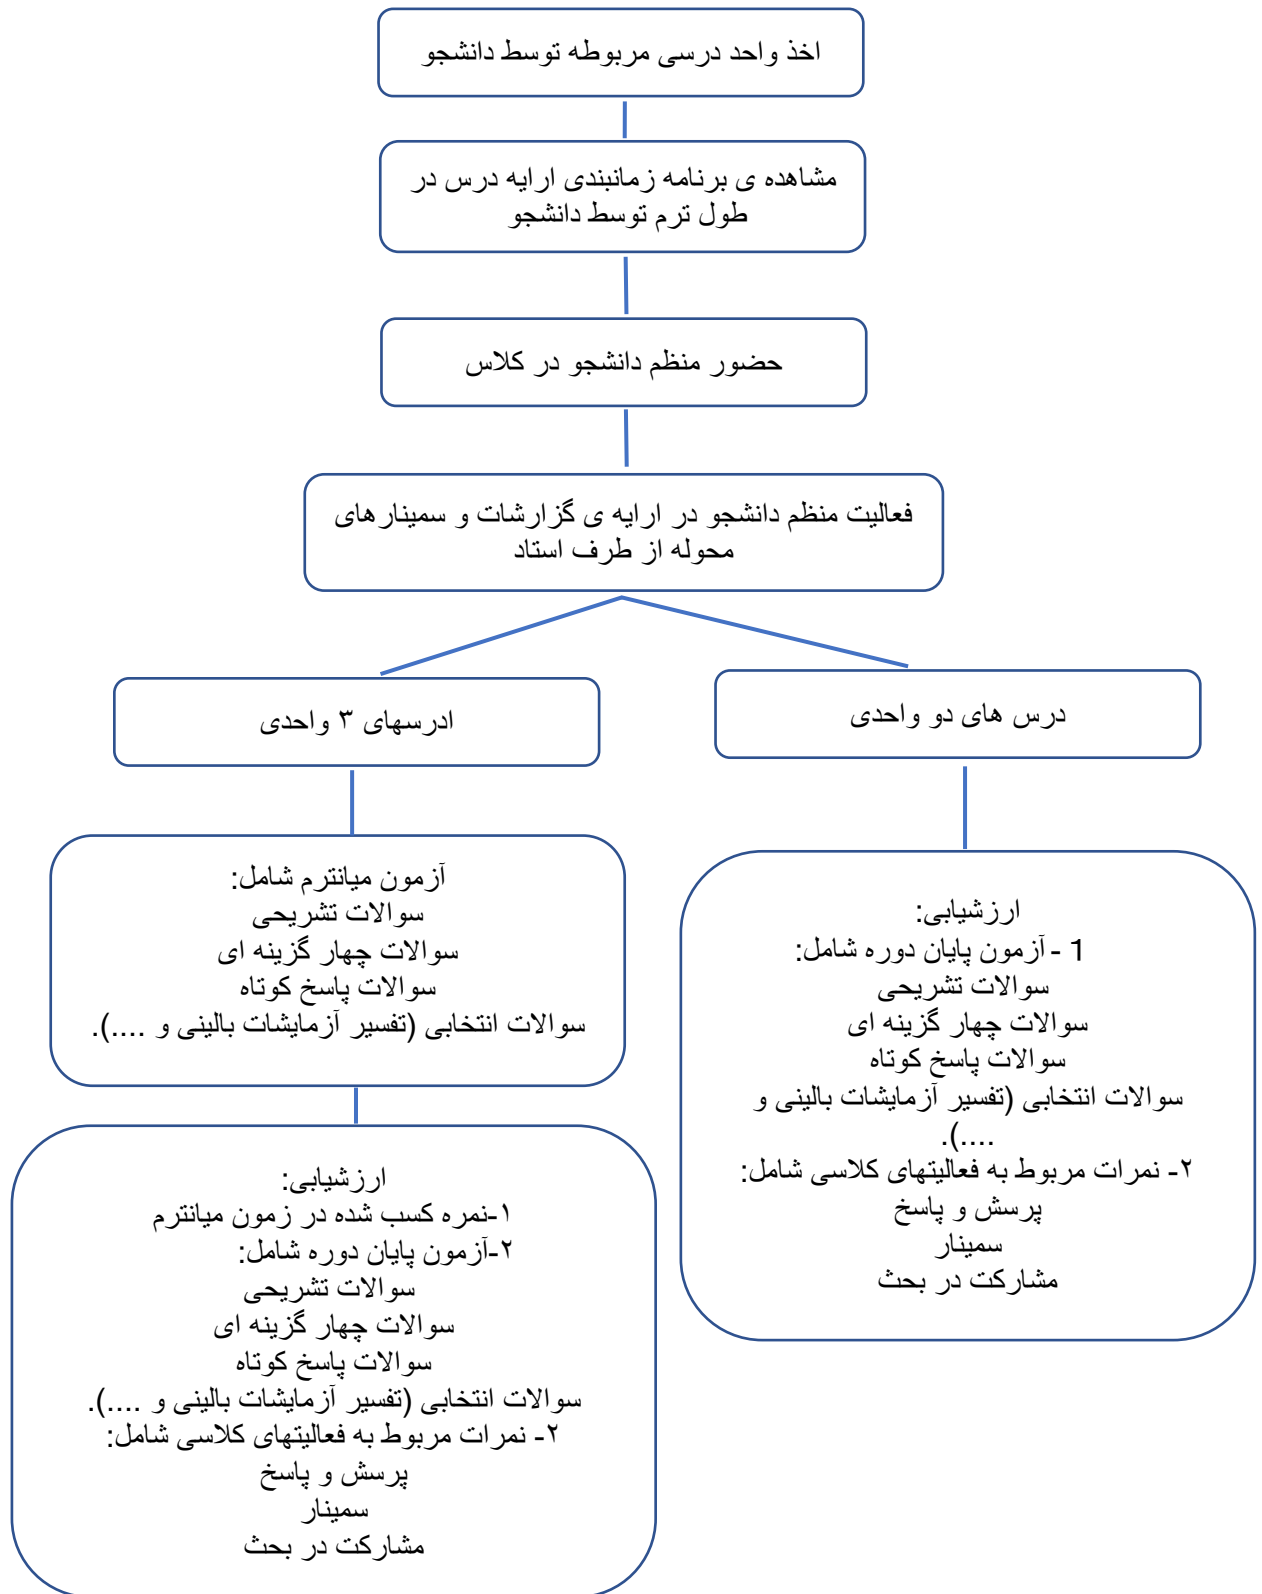 اخذ واحد درسی مربوطه توسط دانشجو
مشاهده ی برنامه زمانبندی ارایه درس در
طول ترم توسط دانشجو
حضور منظم دانشجو در کلاس
فعالیت منظم دانشجو در ارایه ی گزارشات و سمینارهای
محوله از طرف استاد
درس های دو واحدی
ارزشیابی:
1 - آزمون پایان دوره شامل:
سوالات تشریحی
سوالات چهار گزینه ای
سوالات پاسخ کوتاه
سوالات انتخابی (تفسیر آزمایشات بالینی و
....).
۲- نمرات مربوط به فعالیتهای کلاسی شامل:
پرسش و پاسخ
سمینار
مشارکت در بحث
ادرسهای ۳ واحدی
آزمون میانترم شامل:
سوالات تشریحی
سوالات چهار گزینه ای
سوالات پاسخ کوتاه
سوالات انتخابی (تفسیر آزمایشات بالینی و ....).
ارزشیابی:
۱-نمره کسب شده در زمون میانترم
۲-آزمون پایان دوره شامل:
سوالات تشریحی
سوالات چهار گزینه ای
سوالات پاسخ کوتاه
سوالات انتخابی (تفسیر آزمایشات بالینی و ....).
۲- نمرات مربوط به فعالیتهای کلاسی شامل:
پرسش و پاسخ
سمینار
مشارکت در بحث